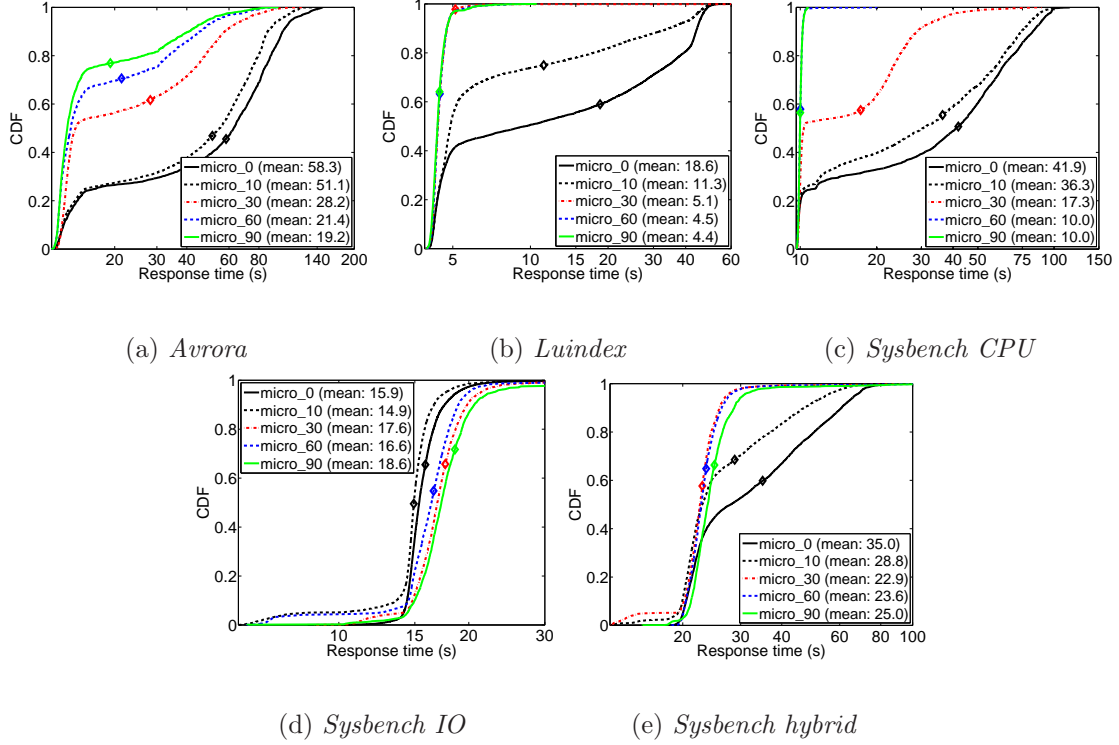 1
0.8
0.6
0.4
0.2
0
CDF
micro_0 (mean: 58.3)
micro_10 (mean: 51.1)
micro_30 (mean: 28.2)
micro_60 (mean: 21.4)
micro_90 (mean: 19.2)
20 40 60 80 140 200
Response time (s)
1
0.8
0.6
0.4
0.2
0
CDF
micro_0 (mean: 18.6)
micro_10 (mean: 11.3)
micro_30 (mean: 5.1)
micro_60 (mean: 4.5)
micro_90 (mean: 4.4)
5 10 15 20 30 40 60
Response time (s)
1
0.8
0.6
0.4
0.2
0
CDF
micro_0 (mean: 41.9)
micro_10 (mean: 36.3)
micro_30 (mean: 17.3)
micro_60 (mean: 10.0)
micro_90 (mean: 10.0)
10 20 30 40 50 75 100 150
Response time (s)
(a) Avrora
(b) Luindex
(c) Sysbench CPU
1
0.8
0.6
0.4
0.2
0
CDF
micro_0 (mean: 15.9)
micro_10 (mean: 14.9)
micro_30 (mean: 17.6)
micro_60 (mean: 16.6)
micro_90 (mean: 18.6)
10 15 20 30
Response time (s)
1
0.8
0.6
0.4
0.2
0
CDF
micro_0 (mean: 35.0)
micro_10 (mean: 28.8)
micro_30 (mean: 22.9)
micro_60 (mean: 23.6)
micro_90 (mean: 25.0)
20 30 40 60 80 100
Response time (s)
(d) Sysbench IO
(e) Sysbench hybrid